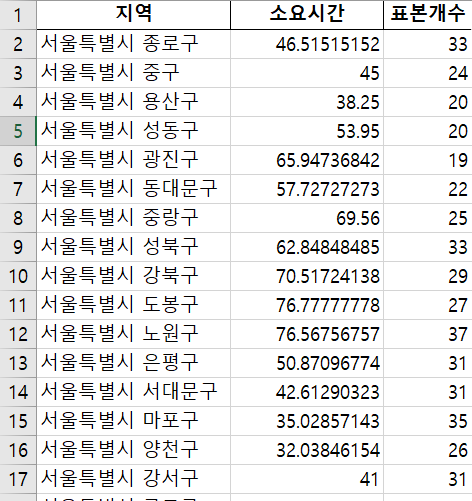 1 지역 소요시간 표본개수
2 서울특별시 종로구 46.51515152 33
3 서울특별시 중구 45 24
4 서울특별시 용산구 38.25 20
5 서울특별시 성동구 53.95 20
6 서울특별시 광진구 65.94736842 19
7 서울특별시 동대문구 57.72727273 22
8 서울특별시 중랑구 69.56 25
9 서울특별시 성북구 62.84848485 33
10 서울특별시 강북구 70.51724138 29
11 서울특별시 도봉구 76.77777778 27
12 서울특별시 노원구 76.56756757 37
13 서울특별시 은평구 50.87096774 31
14 서울특별시 서대문구 42.61290323 31
15 서울특별시 마포구 35.02857143 35
16 서울특별시 양천구 32.03846154 26
17 서울특별시 강서구 41 31